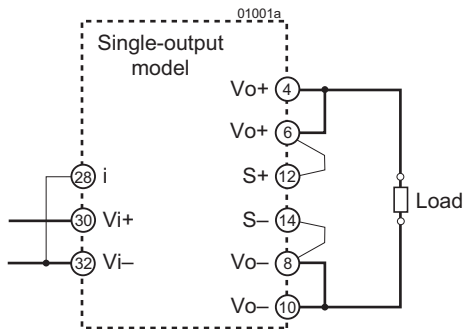 01001a
Single-output
model
Vo+ 4
Vo+ 6
28 i
S+ 12
Load
30 Vi+
S– 14
32 Vi–
Vo– 8
Vo– 10